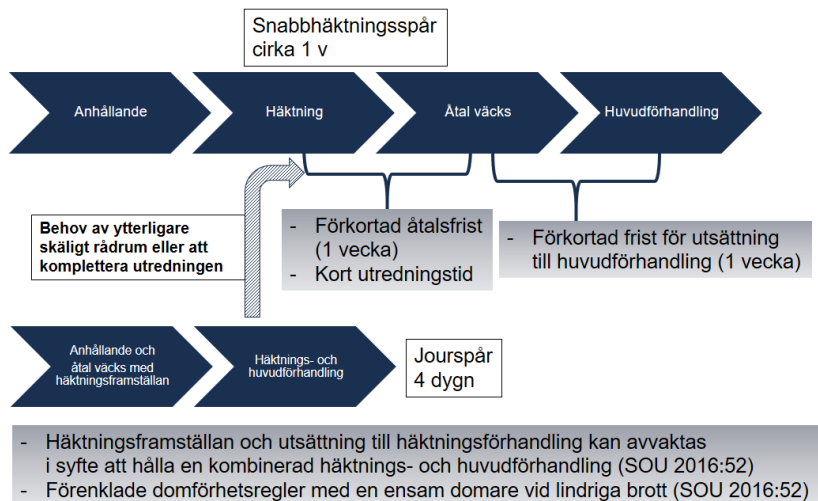 Snabbhäktningsspår
cirka 1 v
Anhållande
Häktning
Åtal väcks
Huvudförhandling
Behov av ytterligare
skäligt rådrum eller att
komplettera utredningen
- Förkortad åtalsfrist
(1 vecka)
- Kort utredningstid
- Förkortad frist för utsättning
till huvudförhandling (1 vecka)
Anhållande och
åtal väcks med
häktningsframställan
Häktnings- och
huvudförhandling
Jourspår
4 dygn
- Häktningsframställan och utsättning till häktningsförhandling kan avvaktas
i syfte att hålla en kombinerad häktnings- och huvudförhandling (SOU 2016:52)
- Förenklade domförhetsregler med en ensam domare vid lindriga brott (SOU 2016:52)